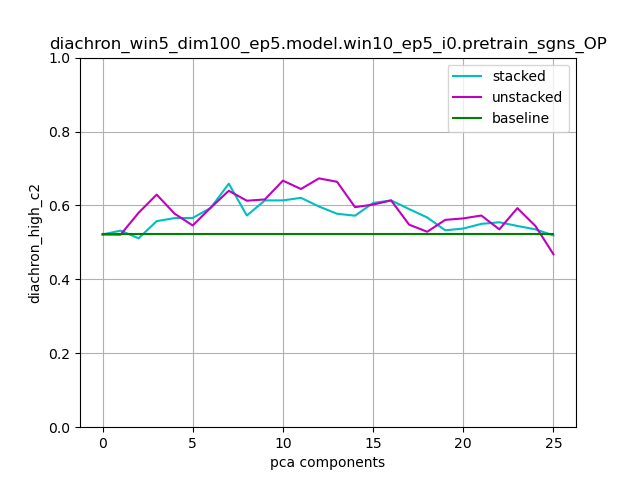 diachron_win5_dim100_ep5.model.win10_ep5_i0.pretrain_sgns_OP
1.0
0.8
0.6
0.4
0.2
0.0
diachron_high_c2
stacked
unstacked
baseline
0 5 10 15 20 25
pca components